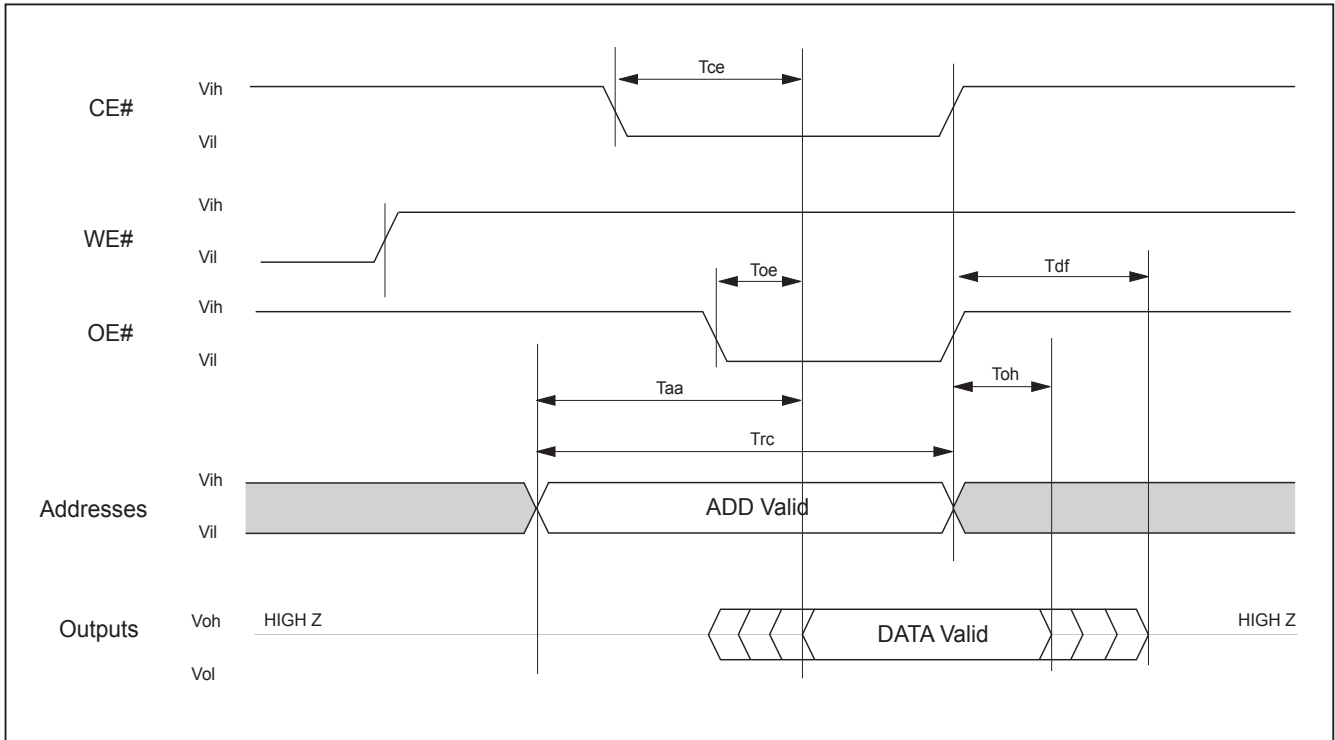 Tce
Vih
CE#
Vil
Vih
WE#
Vil
Toe
Tdf
Vih
OE#
Vil
Taa
Toh
Trc
Vih
Addresses
ADD Valid
Vil
Outputs
Voh
HIGH Z
DATA Valid
HIGH Z
Vol